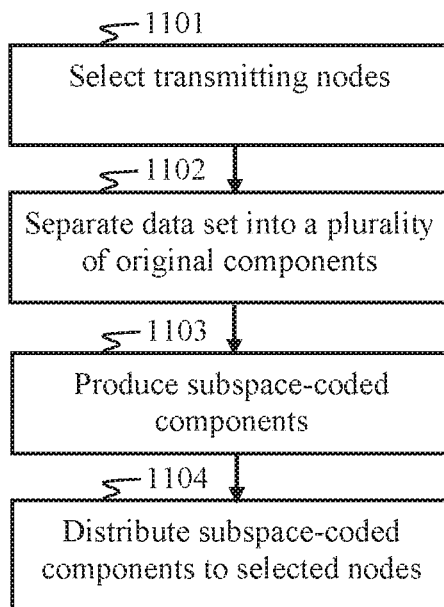 1101
Select transmitting nodes
1102
Separate data set into a plurality
of original components
1103
Produce subspace-coded
components
1104
Distribute subspace-coded
components to selected nodes